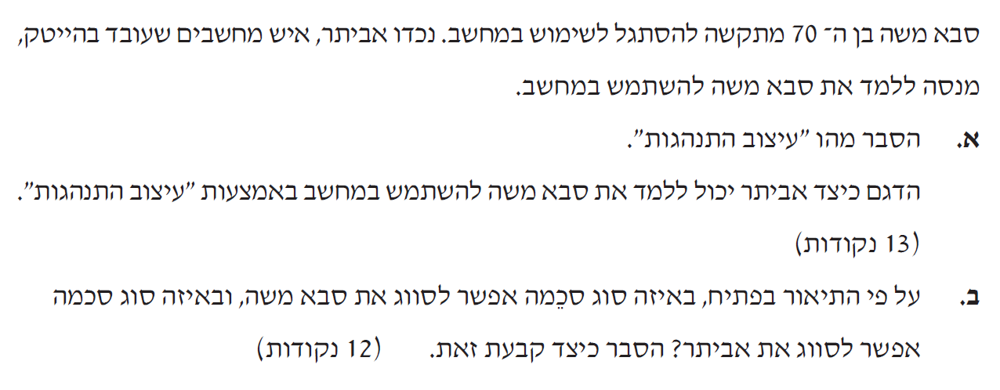 סבא משה בן ה־ 70 מתקשה להסתגל לשימוש במחשב. נכדו אביתר, איש מחשבים שעובד בהייטק,
מנסה ללמד את סבא משה להשתמש במחשב.
א. הסבר מהו "עיצוב התנהגות".
הדגם כיצד אביתר יכול ללמד את סבא משה להשתמש במחשב באמצעות "עיצוב התנהגות".
(13 נקודות)
ב. על פי התיאור בפתיח, באיזה סוג סכֵמה אפשר לסווג את סבא משה, ובאיזה סוג סכמה
אפשר לסווג את אביתר? הסבר כיצד קבעת זאת. (12 נקודות)